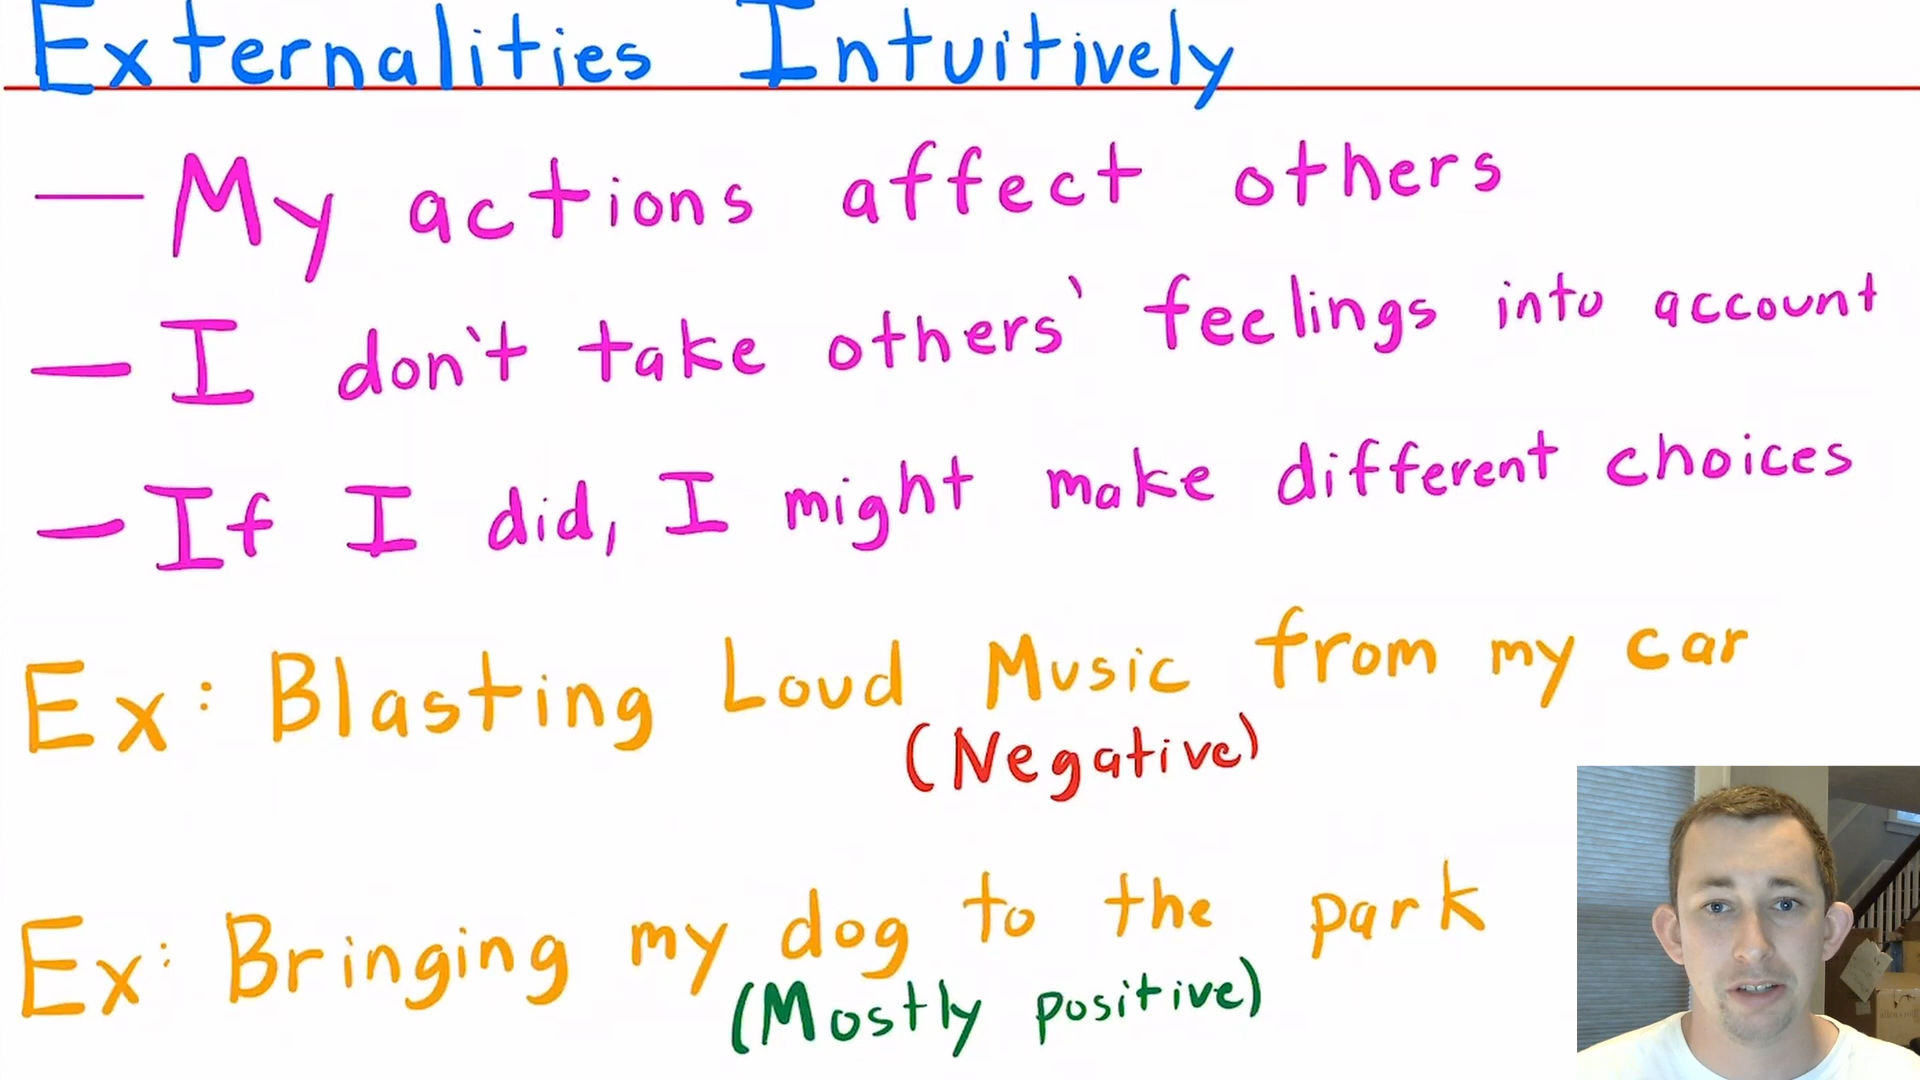 Externalities Intuitively
— My actions affect others
— I don't take others' feelings into account
— If I did, I might make different choices
Ex: Blasting Loud Music from my car
(Negative)
Ex: Bringing my dog to the park
(Mostly positive)